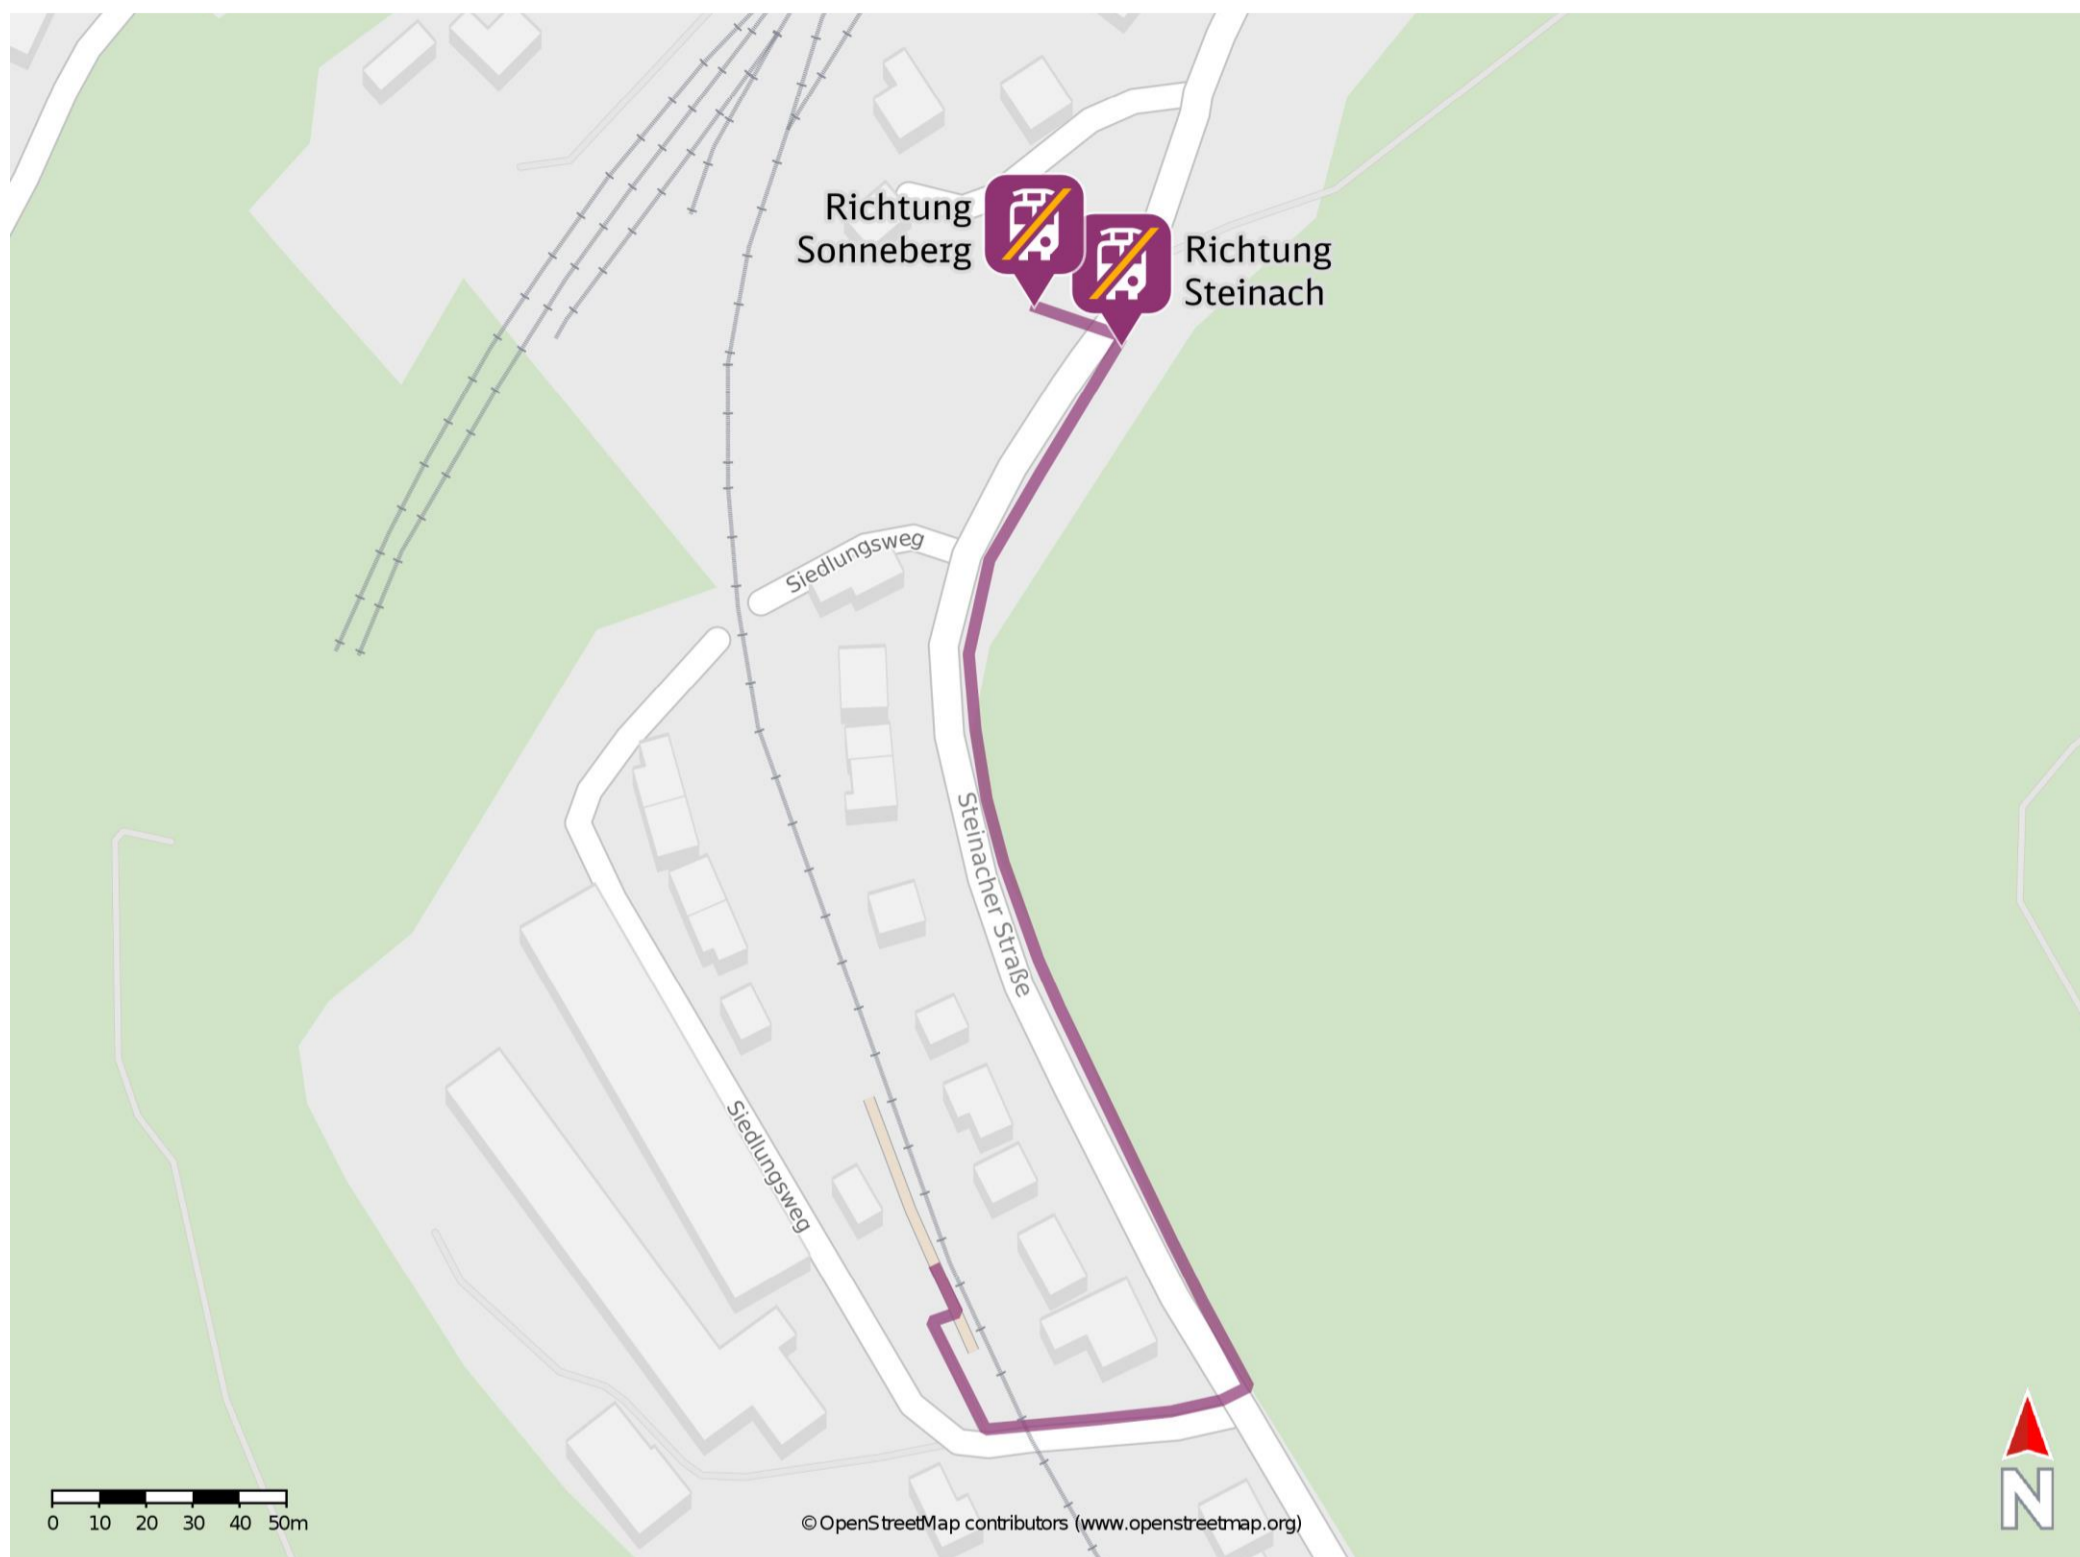 Richtung
Sonneberg
Richtung
Steinach
Siedlungsweg
Steinacher Straße
Siedlungsweg
0 10 20 30 40 50m
© OpenStreetMap contributors (www.openstreetmap.org)
N